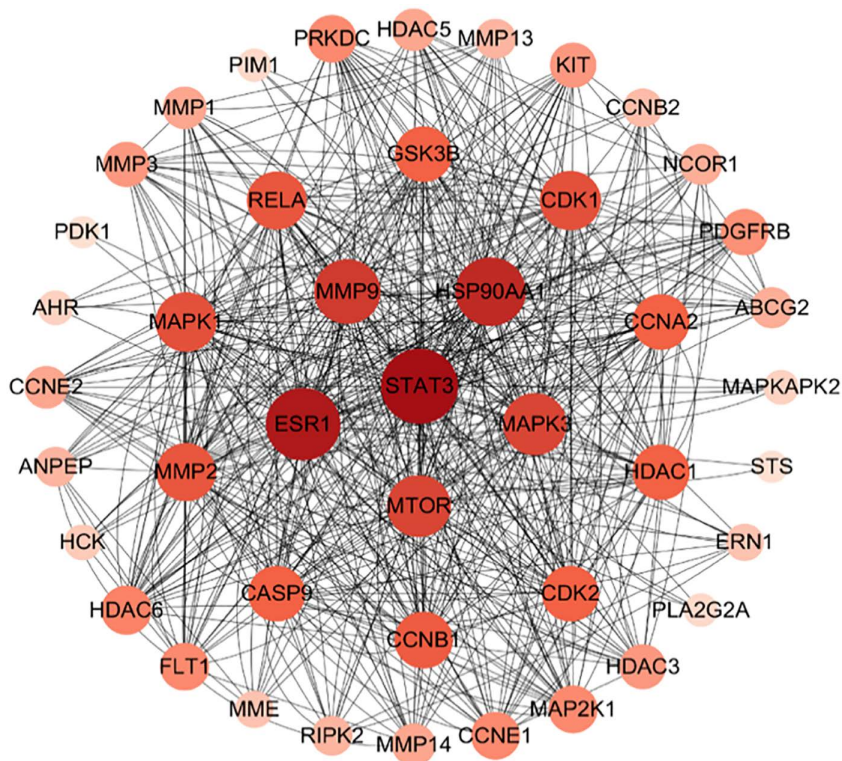 PRKDC
HDAC5
MMP13
PIM1
KIT
MMP1
CCNB2
MMP3
GSK3B
NCOR1
RELA
CDK1
PDK1
PDGFRB
MMP9
HSP90AA1
AHR
MAPK1
CCNA2
ABCG2
CCNE2
STAT3
MAPKAPK2
ESR1
MAPK3
ANPEP
MMP2
HDAC1
STS
MTOR
HCK
ERN1
HDAC6
CASP9
CDK2
PLA2G2A
CCNB1
FLT1
HDAC3
MME
MAP2K1
RIPK2
MMP14
CCNE1